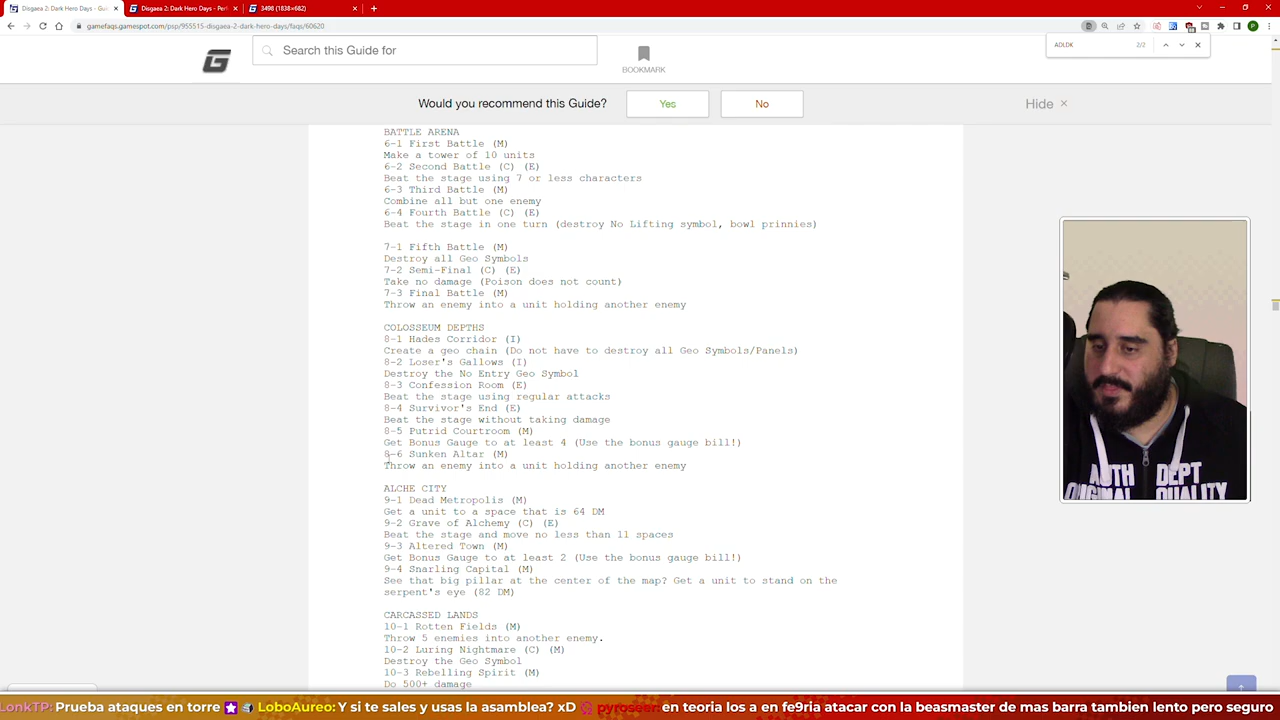 Disgaea 2: Dark Hero Days - Gu
Disgaea 2: Dark Hero Days - Per
3498 (1838×682)
gamefaqs.gamespot.com/psp/955515-disgaea-2-dark-hero-days/faqs/60620
ADLDK
2/2
Search this Guide for
BOOKMARK
Would you recommend this Guide?
Yes
No
Hide ×
BATTLE ARENA
6-1 First Battle (M)
Make a tower of 10 units
6-2 Second Battle (C) (E)
Beat the stage using 7 or less characters
6-3 Third Battle (M)
Combine all but one enemy
6-4 Fourth Battle (C) (E)
Beat the stage in one turn (destroy No Lifting symbol, bowl prinnies)
7-1 Fifth Battle (M)
Destroy all Geo Symbols
7-2 Semi-Final (C) (E)
Take no damage (Poison does not count)
7-3 Final Battle (M)
Throw an enemy into a unit holding another enemy
COLOSSEUM DEPTHS
8-1 Hades Corridor (I)
Create a geo chain (Do not have to destroy all Geo Symbols/Panels)
8-2 Loser's Gallows (I)
Destroy the No Entry Geo Symbol
8-3 Confession Room (E)
Beat the stage using regular attacks
8-4 Survivor's End (E)
Beat the stage without taking damage
8-5 Putrid Courtroom (M)
Get Bonus Gauge to at least 4 (Use the bonus gauge bill!)
8-6 Sunken Altar (M)
Throw an enemy into a unit holding another enemy
ALCHE CITY
9-1 Dead Metropolis (M)
Get a unit to a space that is 64 DM
9-2 Grave of Alchemy (C) (E)
Beat the stage and move no less than 11 spaces
9-3 Altered Town (M)
Get Bonus Gauge to at least 2 (Use the bonus gauge bill!)
9-4 Snarling Capital (M)
See that big pillar at the center of the map? Get a unit to stand on the
serpent's eye (82 DM)
CARCASSED LANDS
10-1 Rotten Fields (M)
Throw 5 enemies into another enemy.
10-2 Luring Nightmare (C) (M)
Destroy the Geo Symbol
10-3 Rebelling Spirit (M)
Do 500+ damage
AUTH DEPT
ORIGINAL QUALITY
LonkTP: Prueba ataques en torre LoboAureo: Y si te sales y usas la asamblea? xD pyroseer: en teoria los a en fe9ria atacar con la beasmaster de mas barra tambien lento pero seguro